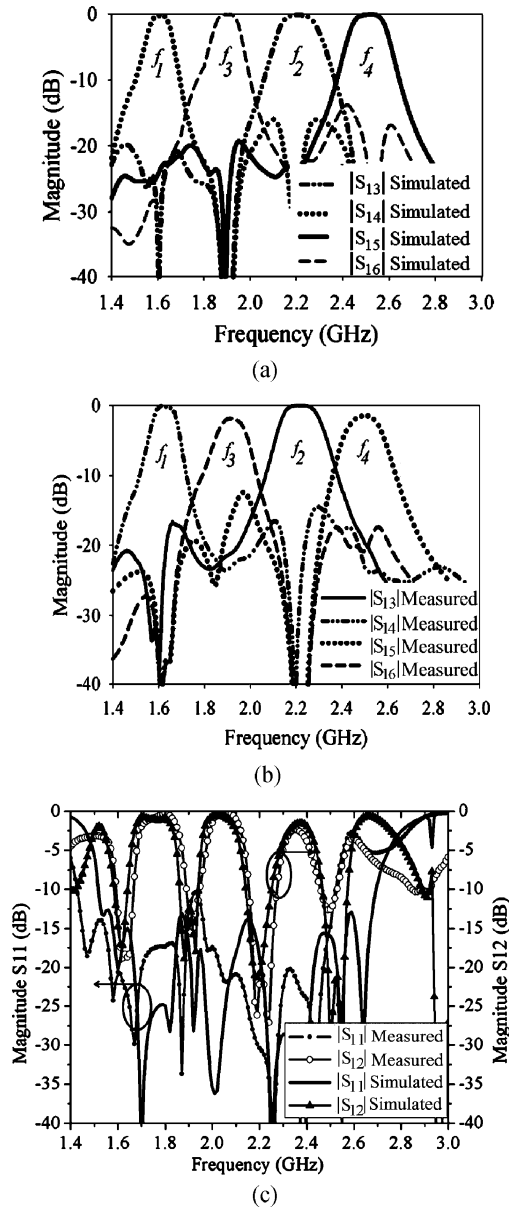 0
-10
-20
-30
-40
Magnitude (dB)
f1
f3
f2
f4
|S13| Simulated
|S14| Simulated
|S15| Simulated
|S16| Simulated
1.4 1.6 1.8 2.0 2.2 2.4 2.6 2.8 3.0
Frequency (GHz)
(a)
0
-10
-20
-30
-40
Magnitude (dB)
f1
f3
f2
f4
|S13| Measured
|S14| Measured
|S15| Measured
|S16| Measured
1.4 1.6 1.8 2.0 2.2 2.4 2.6 2.8 3.0
Frequency (GHz)
(b)
0
-5
-10
-15
-20
-25
-30
-35
-40
Magnitude S11 (dB)
0
-5
-10
-15
-20
-25
-30
-35
-40
Magnitude S12 (dB)
|S11| Measured
|S12| Measured
|S11| Simulated
|S12| Simulated
1.4 1.6 1.8 2.0 2.2 2.4 2.6 2.8 3.0
Frequency (GHz)
(c)